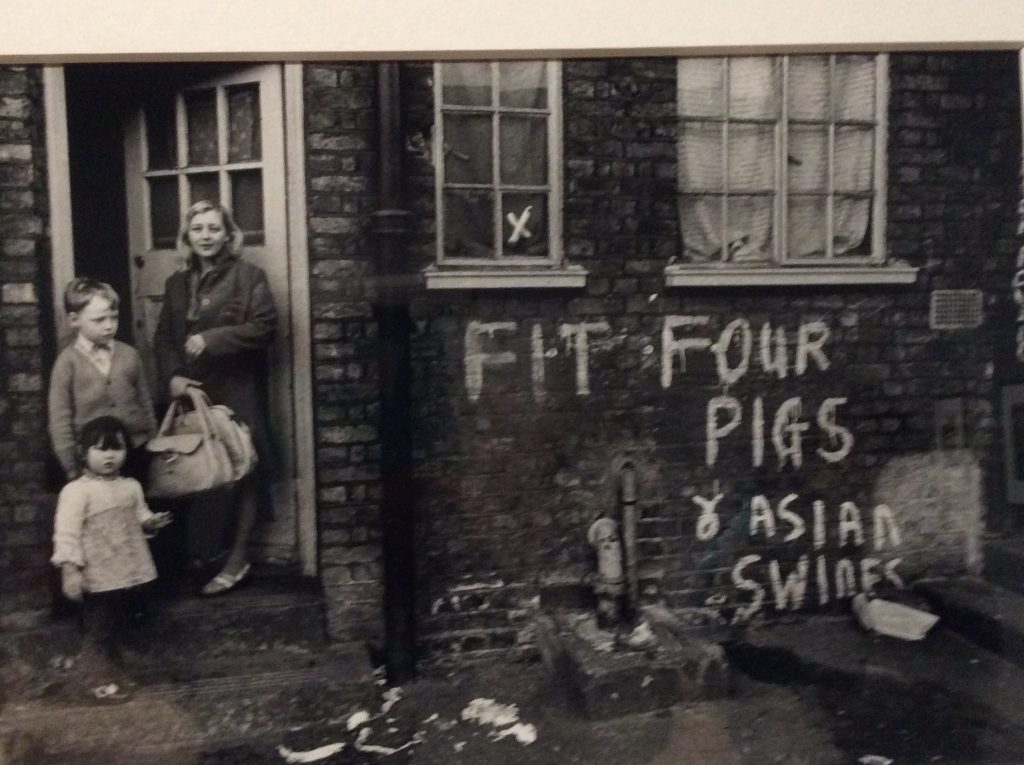 X
FIT FOUR
PIGS
& ASIAN
SWINES